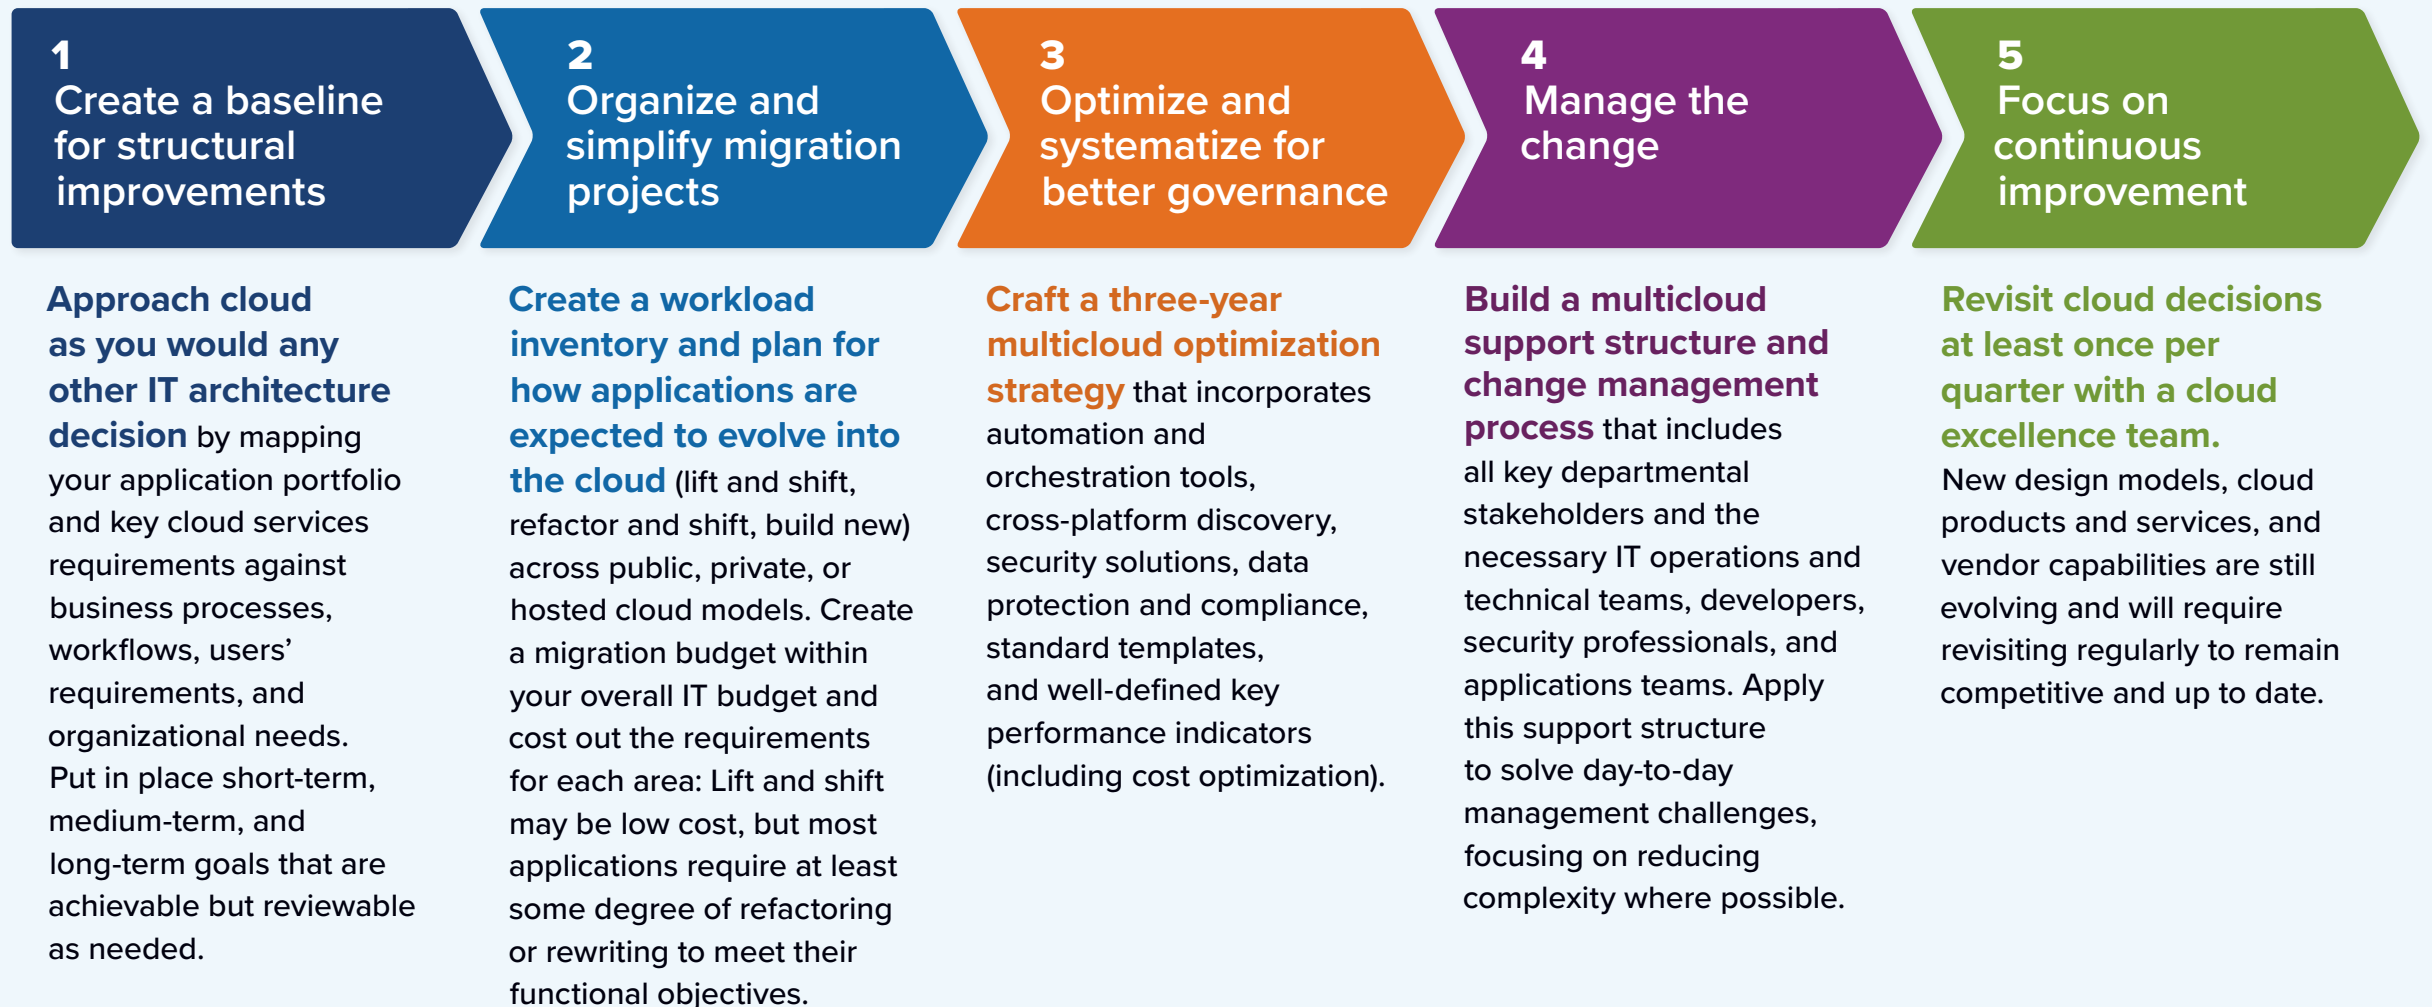 1
Create a baseline
for structural
improvements
Approach cloud
as you would any
other IT architecture
decision by mapping
your application portfolio
and key cloud services
requirements against
business processes,
workflows, users’
requirements, and
organizational needs.
Put in place short-term,
medium-term, and
long-term goals that are
achievable but reviewable
as needed.
2
Organize and
simplify migration
projects
Create a workload
inventory and plan for
how applications are
expected to evolve into
the cloud (lift and shift,
refactor and shift, build new)
across public, private, or
hosted cloud models. Create
a migration budget within
your overall IT budget and
cost out the requirements
for each area: Lift and shift
may be low cost, but most
applications require at least
some degree of refactoring
or rewriting to meet their
functional objectives.
3
Optimize and
systematize for
better governance
Craft a three-year
multicloud optimization
strategy that incorporates
automation and
orchestration tools,
cross-platform discovery,
security solutions, data
protection and compliance,
standard templates,
and well-defined key
performance indicators
(including cost optimization).
4
Manage the
change
Build a multicloud
support structure and
change management
process that includes
all key departmental
stakeholders and the
necessary IT operations and
technical teams, developers,
security professionals, and
applications teams. Apply
this support structure
to solve day-to-day
management challenges,
focusing on reducing
complexity where possible.
5
Focus on
continuous
improvement
Revisit cloud decisions
at least once per
quarter with a cloud
excellence team.
New design models, cloud
products and services, and
vendor capabilities are still
evolving and will require
revisiting regularly to remain
competitive and up to date.